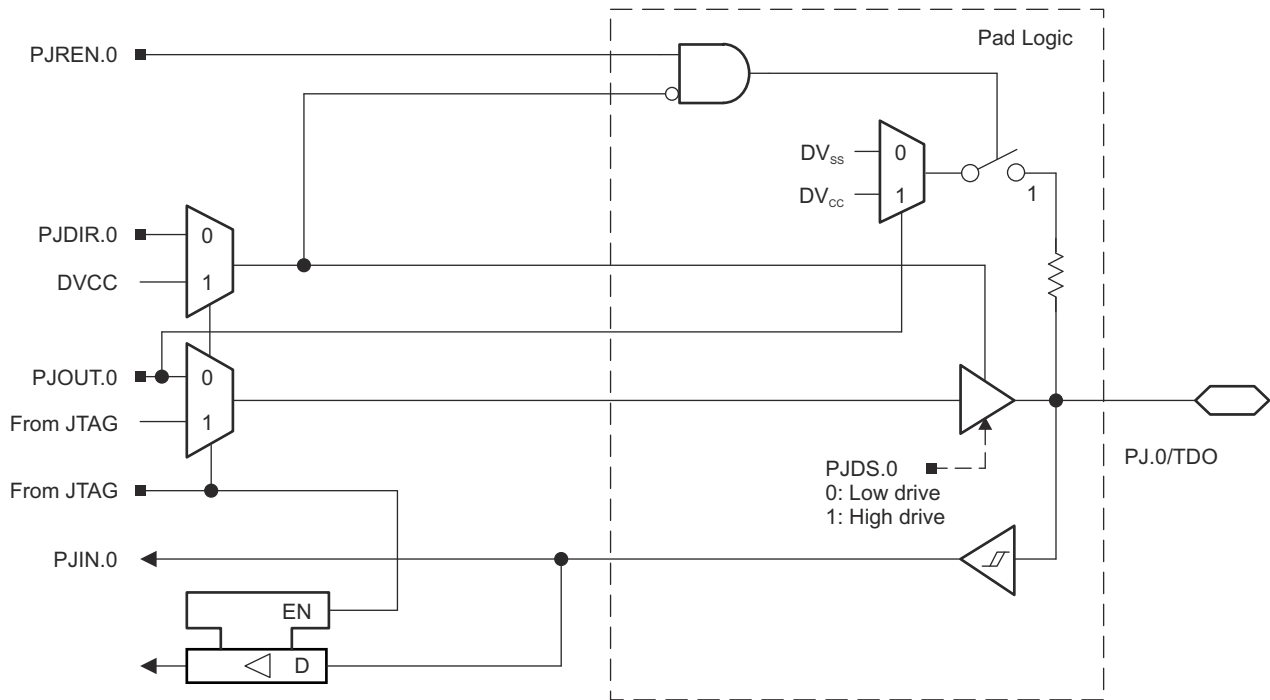 Pad Logic
PJREN.0
DVSS
0
DVCC
1
1
PJDIR.0
0
DVCC
1
PJOUT.0
0
From JTAG
1
PJ.0/TDO
PJDS.0
0: Low drive
1: High drive
From JTAG
PJIN.0
EN
D